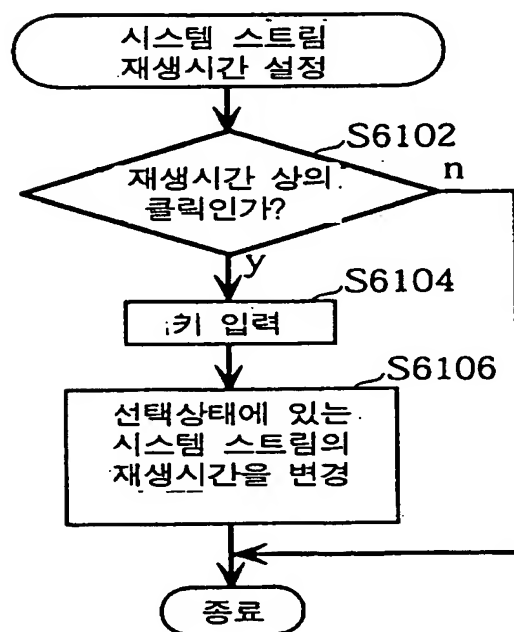 시스템 스트림
재생시간 설정
S6102
재생시간 상의
클릭인가?
n
y
S6104
키 입력
S6106
선택상태에 있는
시스템 스트림의
재생시간을 변경
종료